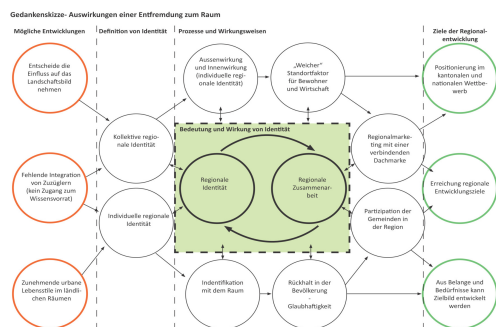 Gedankenskizze- Auswirkungen einer Entfremdung zum Raum
Mögliche Entwicklungen
Definition von Identität
Prozesse und Wirkungsweisen
Ziele der Regional-
entwicklung
Entscheide die
Einfluss auf das
Landschaftsbild
nehmen
Aussenwirkung
und Innenwirkung
(individuelle regi-
onale Identität)
„Weicher"
Standortfaktor
für Bewohner
und Wirtschaft
Positionierung im
kantonalen und
nationalen Wettbe-
werb
Kollektive regio-
nale Identität
Bedeutung und Wirkung von Identität
Regionalmarke-
ting mit einer
verbindenden
Dachmarke
Fehlende Integration
von Zuzüglern
(kein Zugang zum
Wissensvorrat)
Regionale
Identität
Regionale
Zusammenar-
beit
Erreichung regionale
Entwicklungsziele
Individuelle regionale
Identität
Partizipation der
Gemeinden in
der Region
Zunehmende urbane
Lebensstile im ländli-
chen Räumen
Indentifikation
mit dem Raum
Rückhalt in der
Bevölkerung
-
Glaubhaftigkeit
Aus Belange und
Bedürfnisse kann
Zielbild entwickelt
werden